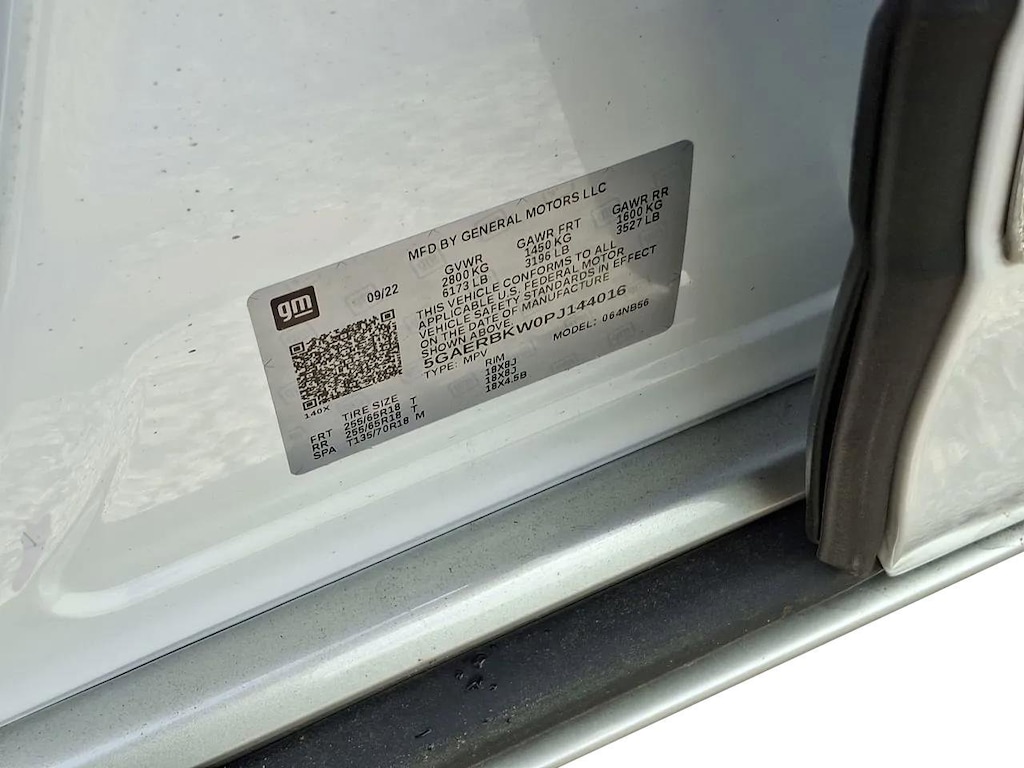 gm
09/22
MFD BY GENERAL MOTORS LLC
GVWR GAWR FRT GAWR RR
2800 KG 1450 KG 1600 KG
6173 LB 3196 LB 3527 LB
THIS VEHICLE CONFORMS TO ALL
APPLICABLE U.S. FEDERAL MOTOR
VEHICLE SAFETY STANDARDS IN EFFECT
ON THE DATE OF MANUFACTURE
SHOWN ABOVE
5GAERBKW0PJ144016
TYPE: MPV MODEL: 064NB56
140X
TIRE SIZE RIM
FRT 255/65R18 T 18X8J
RR 255/65R18 T 18X8J
SPA T135/70R18 M 18X4.5B